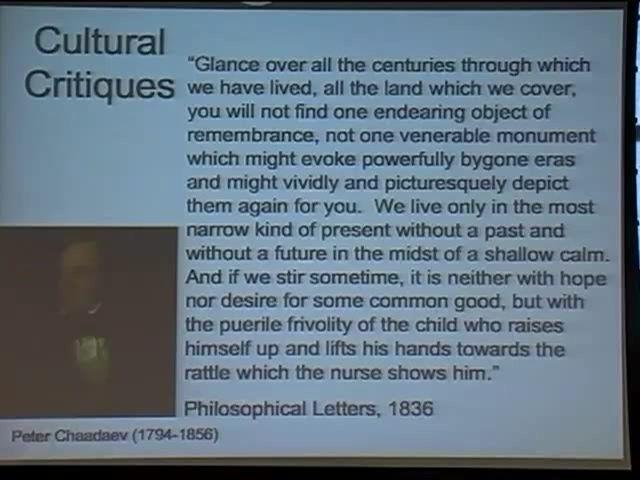 Cultural
Critiques
“Glance over all the centuries through which
we have lived, all the land which we cover,
you will not find one endearing object of
remembrance, not one venerable monument
which might evoke powerfully bygone eras
and might vividly and picturesquely depict
them again for you. We live only in the most
narrow kind of present without a past and
without a future in the midst of a shallow calm.
And if we stir sometime, it is neither with hope
nor desire for some common good, but with
the puerile frivolity of the child who raises
himself up and lifts his hands towards the
rattle which the nurse shows him.”
Philosophical Letters, 1836
Peter Chaadaev (1794-1856)